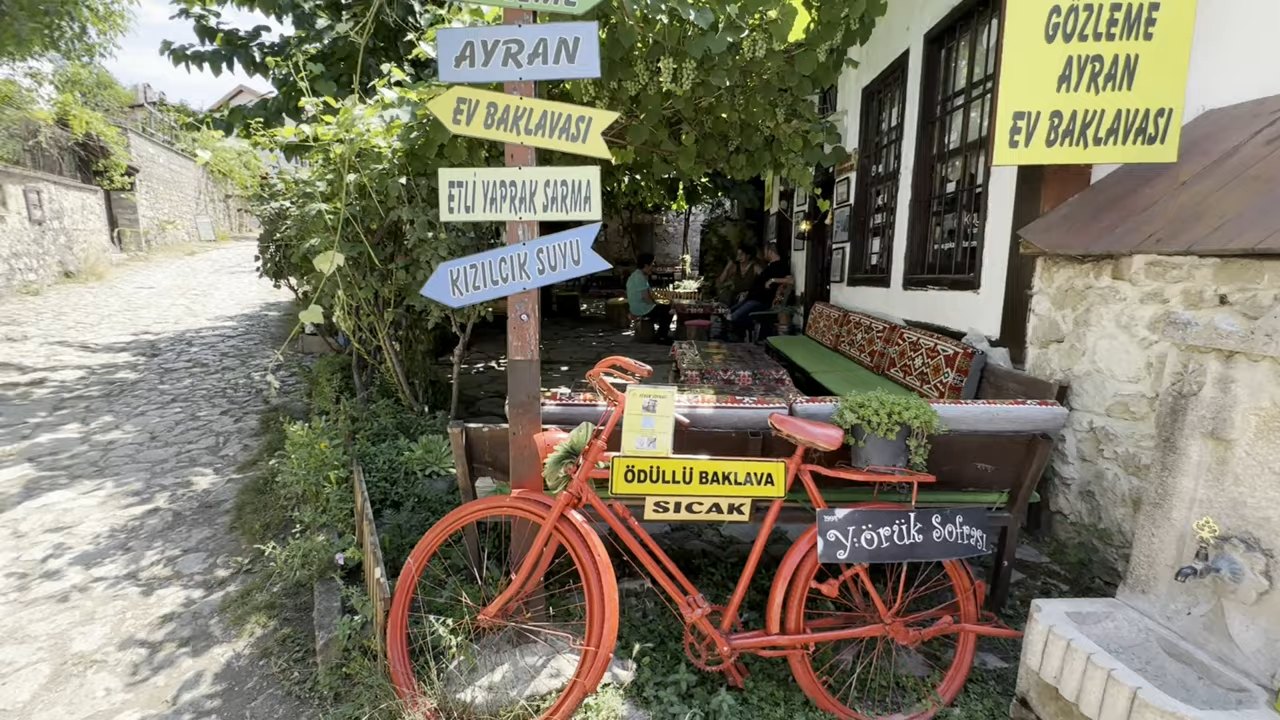 AYRAN
EV BAKLAVASI
ETLİ YAPRAK SARMA
KIZILCIK SUYU
GÖZLEME
AYRAN
EV BAKLAVASI
ÖDÜLLÜ BAKLAVA
SICAK
Yörük Sofrası